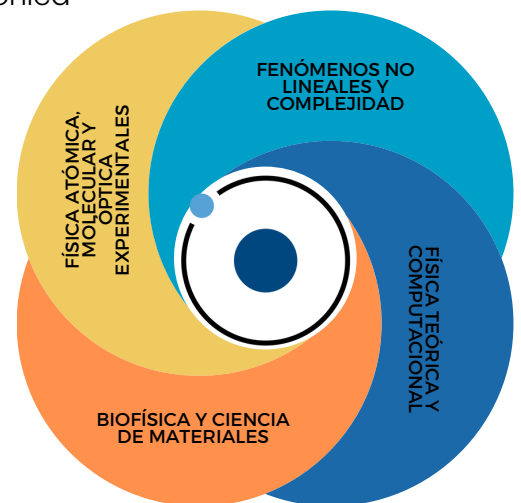 FENÓMENOS NO
LINEALES Y
COMPLEJIDAD
FÍSICA ATÓMICA,
MOLECULAR Y
ÓPTICA
EXPERIMENTALES
FÍSICA TEÓRICA Y
COMPUTACIONAL
BIOFÍSICA Y CIENCIA
DE MATERIALES